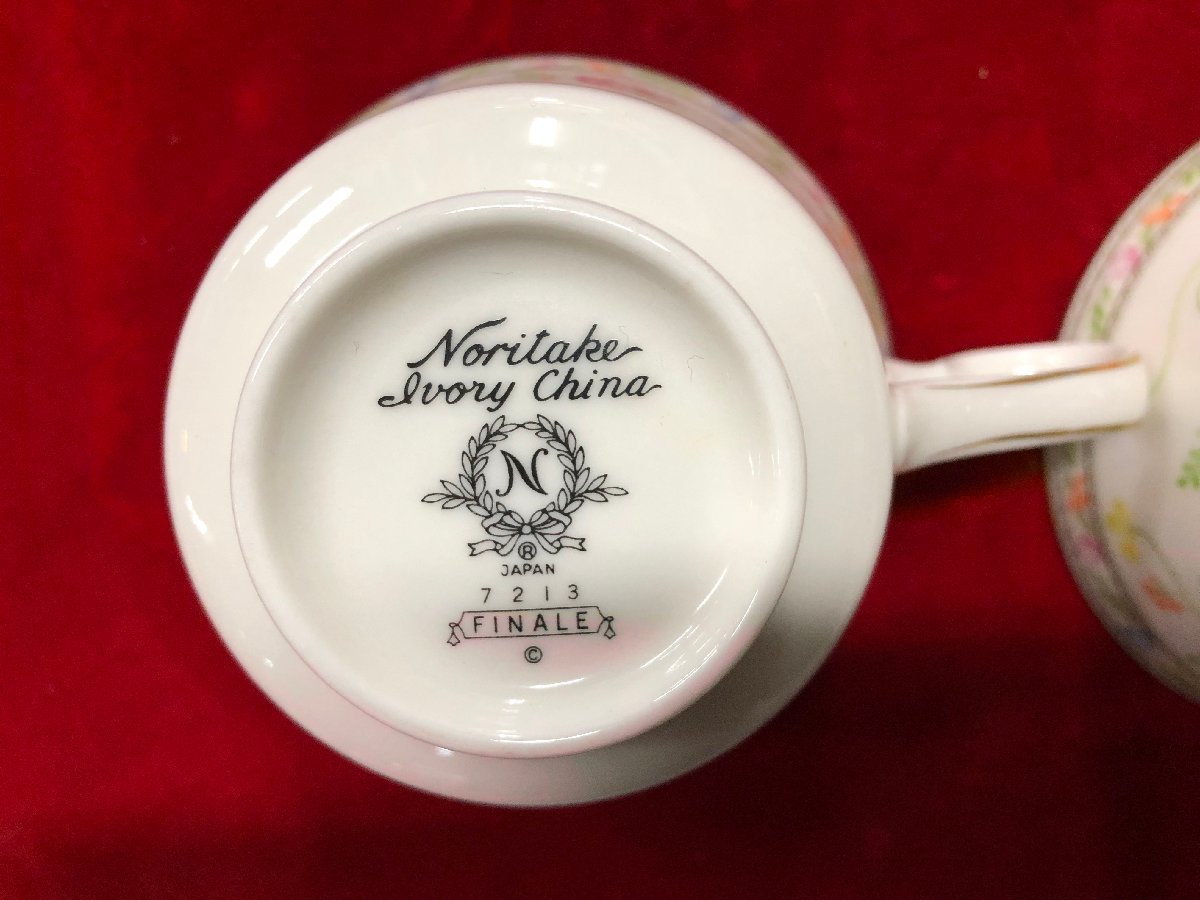 Noritake
Ivory China
N
®
JAPAN
7213
FINALE
©